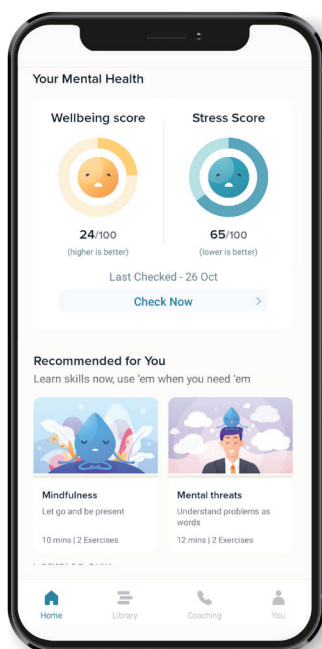 Your Mental Health
Wellbeing score
Stress Score
24/100
65/100
(higher is better)
(lower is better)
Last Checked - 26 Oct
Check Now
Recommended for You
Learn skills now, use 'em when you need 'em
Mindfulness
Let go and be present
10 mins | 2 Exercises
Mental threats
Understand problems as
words
12 mins | 2 Exercises
Home
Library
Coaching
You